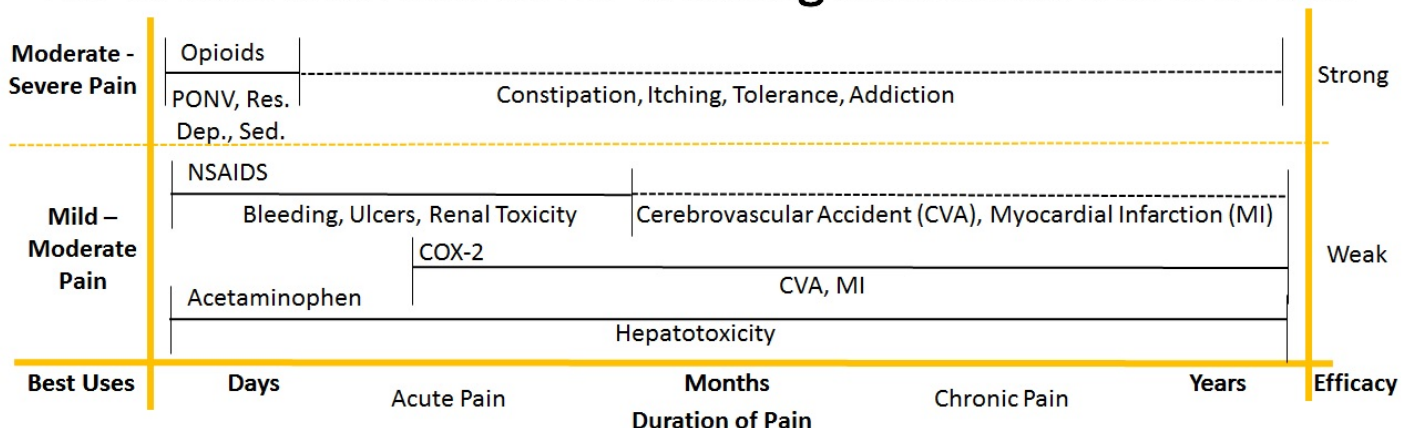 Moderate -
Severe Pain
Opioids
PONV, Res.
Dep., Sed.
Constipation, Itching, Tolerance, Addiction
Strong
Mild –
Moderate
Pain
NSAIDS
Bleeding, Ulcers, Renal Toxicity
Cerebrovascular Accident (CVA), Myocardial Infarction (MI)
COX-2
CVA, MI
Acetaminophen
Hepatotoxicity
Weak
Best Uses
Days
Acute Pain
Months
Duration of Pain
Chronic Pain
Years
Efficacy